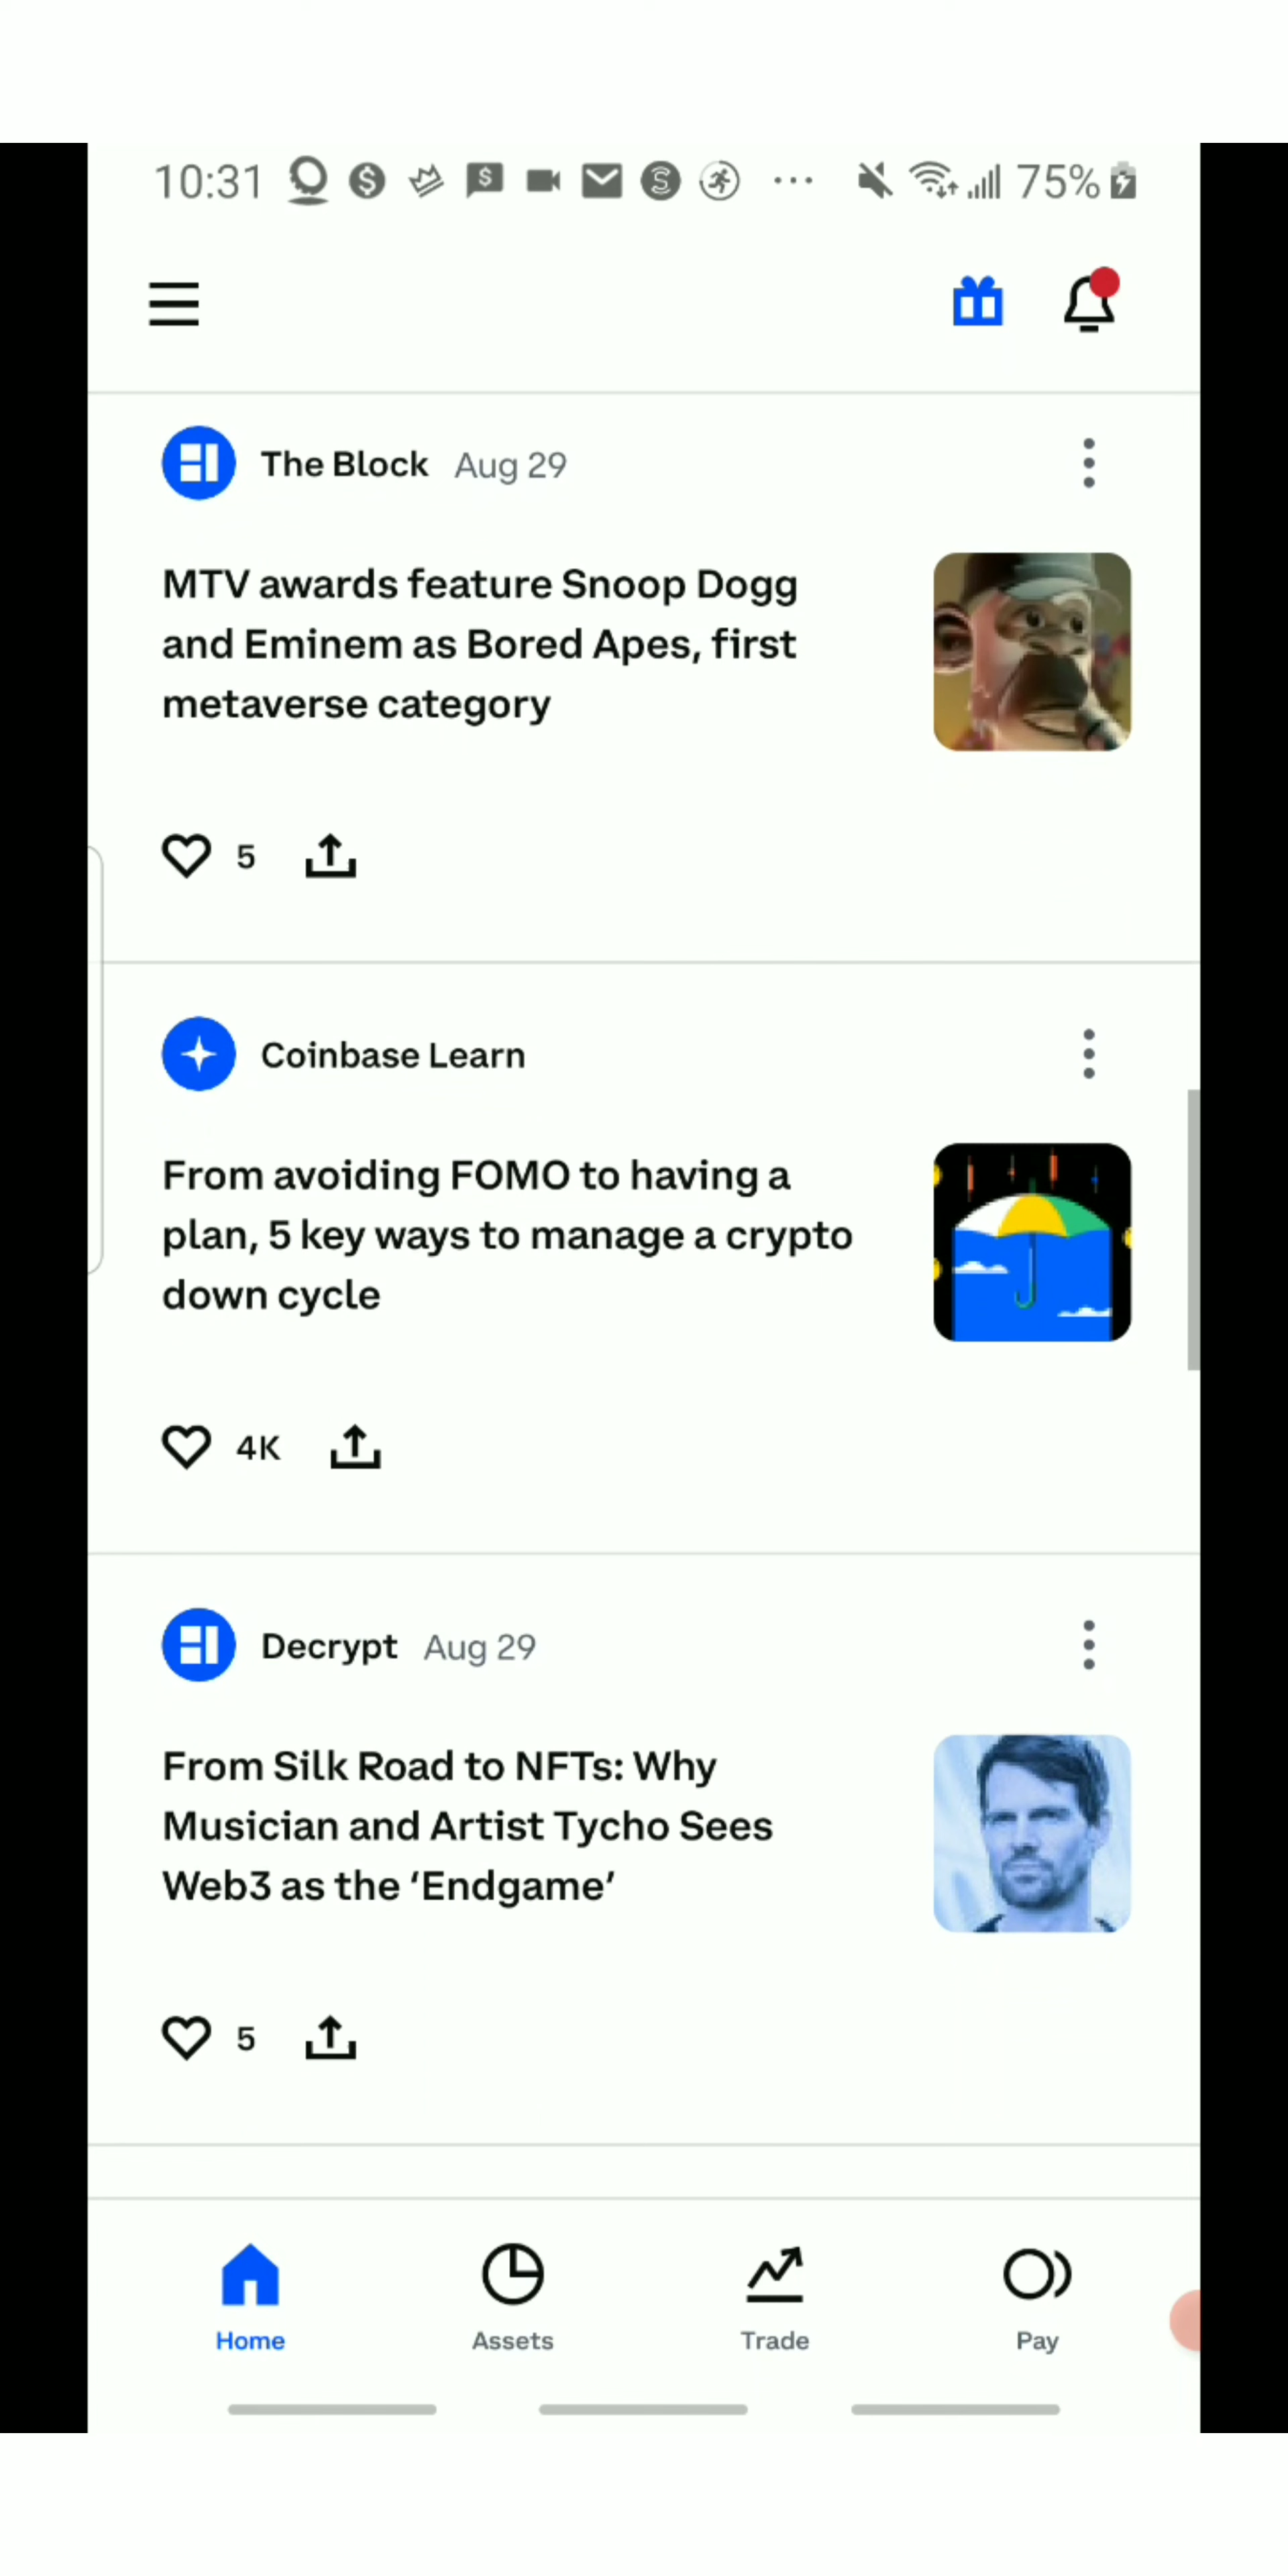 10:31 75%
The Block Aug 29
MTV awards feature Snoop Dogg
and Eminem as Bored Apes, first
metaverse category
5
Coinbase Learn
From avoiding FOMO to having a
plan, 5 key ways to manage a crypto
down cycle
4K
Decrypt Aug 29
From Silk Road to NFTs: Why
Musician and Artist Tycho Sees
Web3 as the ‘Endgame’
5
Home Assets Trade Pay